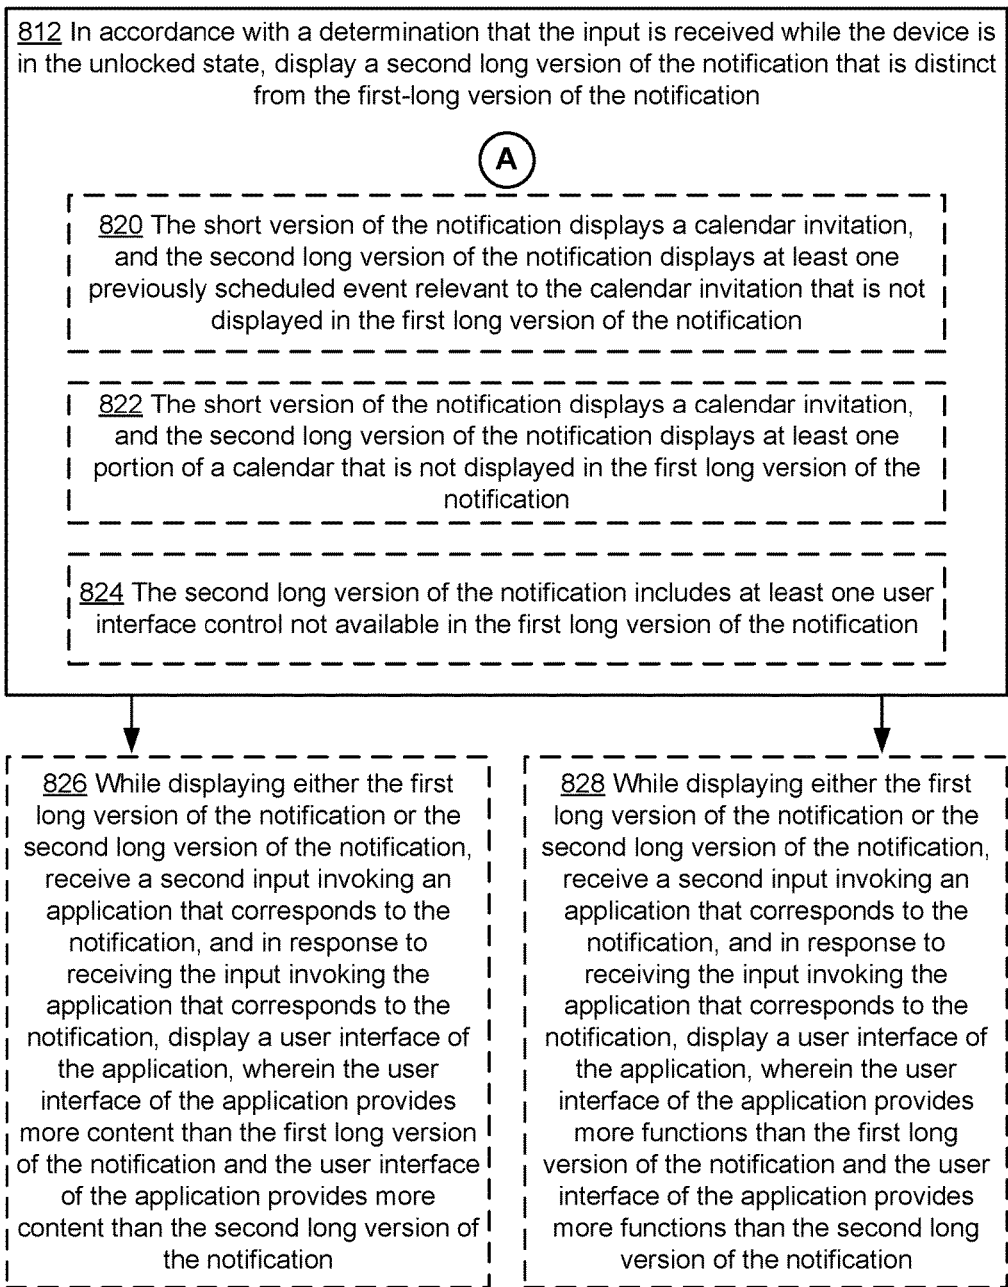 812 In accordance with a determination that the input is received while the device is
in the unlocked state, display a second long version of the notification that is distinct
from the first-long version of the notification
A
820 The short version of the notification displays a calendar invitation,
and the second long version of the notification displays at least one
previously scheduled event relevant to the calendar invitation that is not
displayed in the first long version of the notification
822 The short version of the notification displays a calendar invitation,
and the second long version of the notification displays at least one
portion of a calendar that is not displayed in the first long version of the
notification
824 The second long version of the notification includes at least one user
interface control not available in the first long version of the notification
826 While displaying either the first
long version of the notification or the
second long version of the notification,
receive a second input invoking an
application that corresponds to the
notification, and in response to
receiving the input invoking the
application that corresponds to the
notification, display a user interface of
the application, wherein the user
interface of the application provides
more content than the first long version
of the notification and the user interface
of the application provides more
content than the second long version of
the notification
828 While displaying either the first
long version of the notification or the
second long version of the notification,
receive a second input invoking an
application that corresponds to the
notification, and in response to
receiving the input invoking the
application that corresponds to the
notification, display a user interface of
the application, wherein the user
interface of the application provides
more functions than the first long
version of the notification and the user
interface of the application provides
more functions than the second long
version of the notification